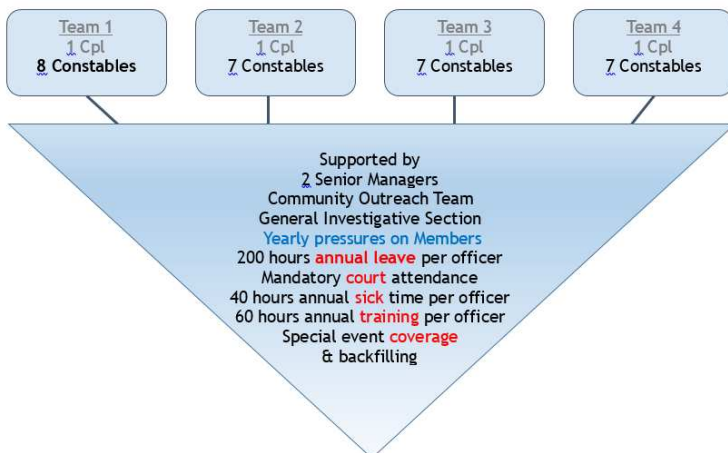 Team 1
1 Cpl
8 Constables
Team 2
1 Cpl
7 Constables
Team 3
1 Cpl
7 Constables
Team 4
1 Cpl
7 Constables
Supported by
2 Senior Managers
Community Outreach Team
General Investigative Section
Yearly pressures on Members
200 hours annual leave per officer
Mandatory court attendance
40 hours annual sick time per officer
60 hours annual training per officer
Special event coverage
& backfilling